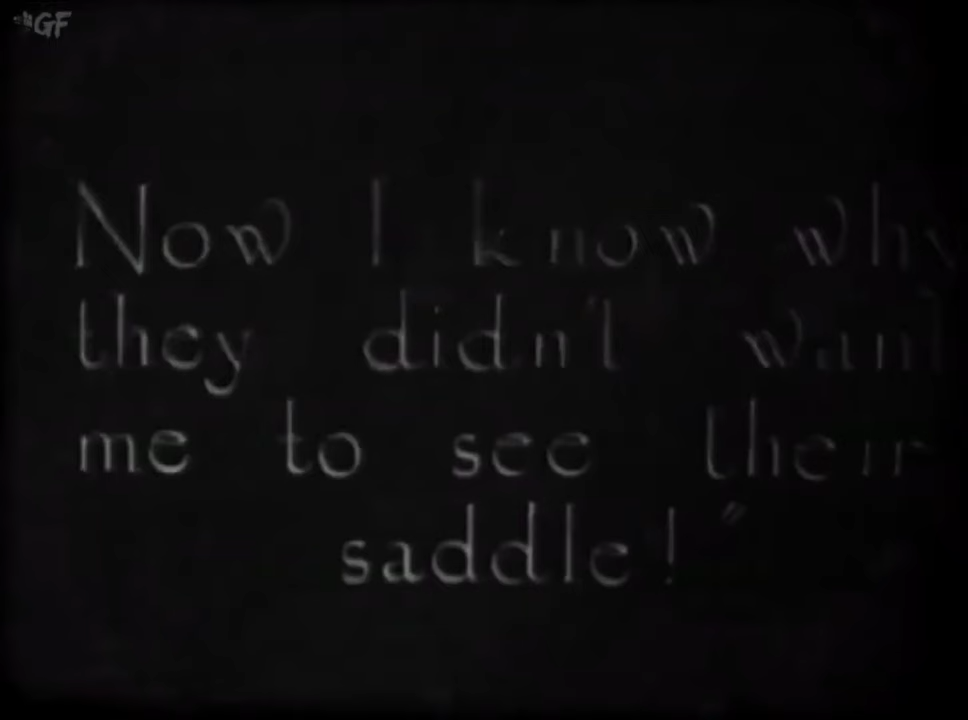 GF
Now I know why
they didn't want
me to see their
saddle!"